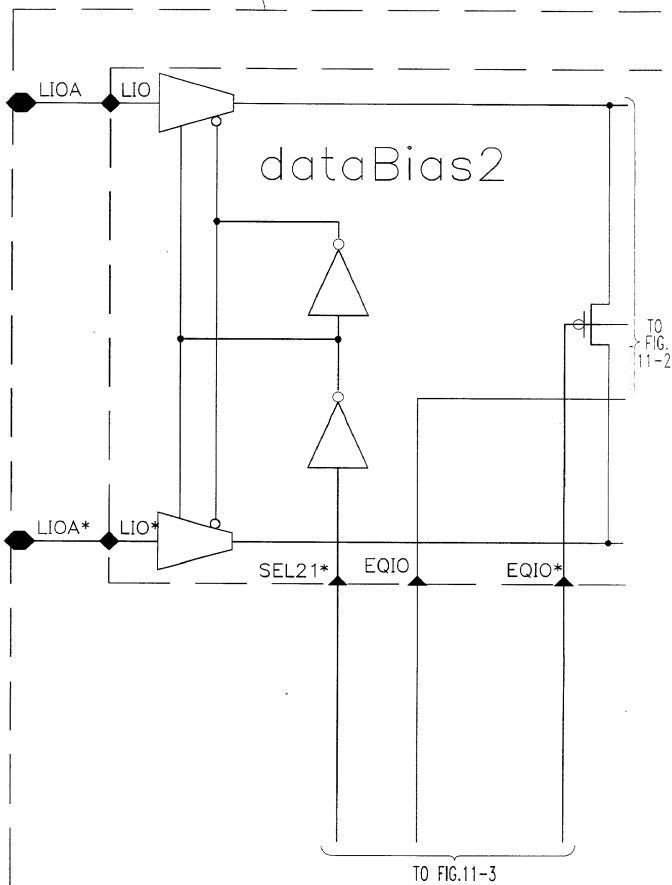 LIOA LIO
dataBias2
TO
FIG.
11-2
LIOA* LIO*
SEL21* EQIO EQIO*
TO FIG.11-3